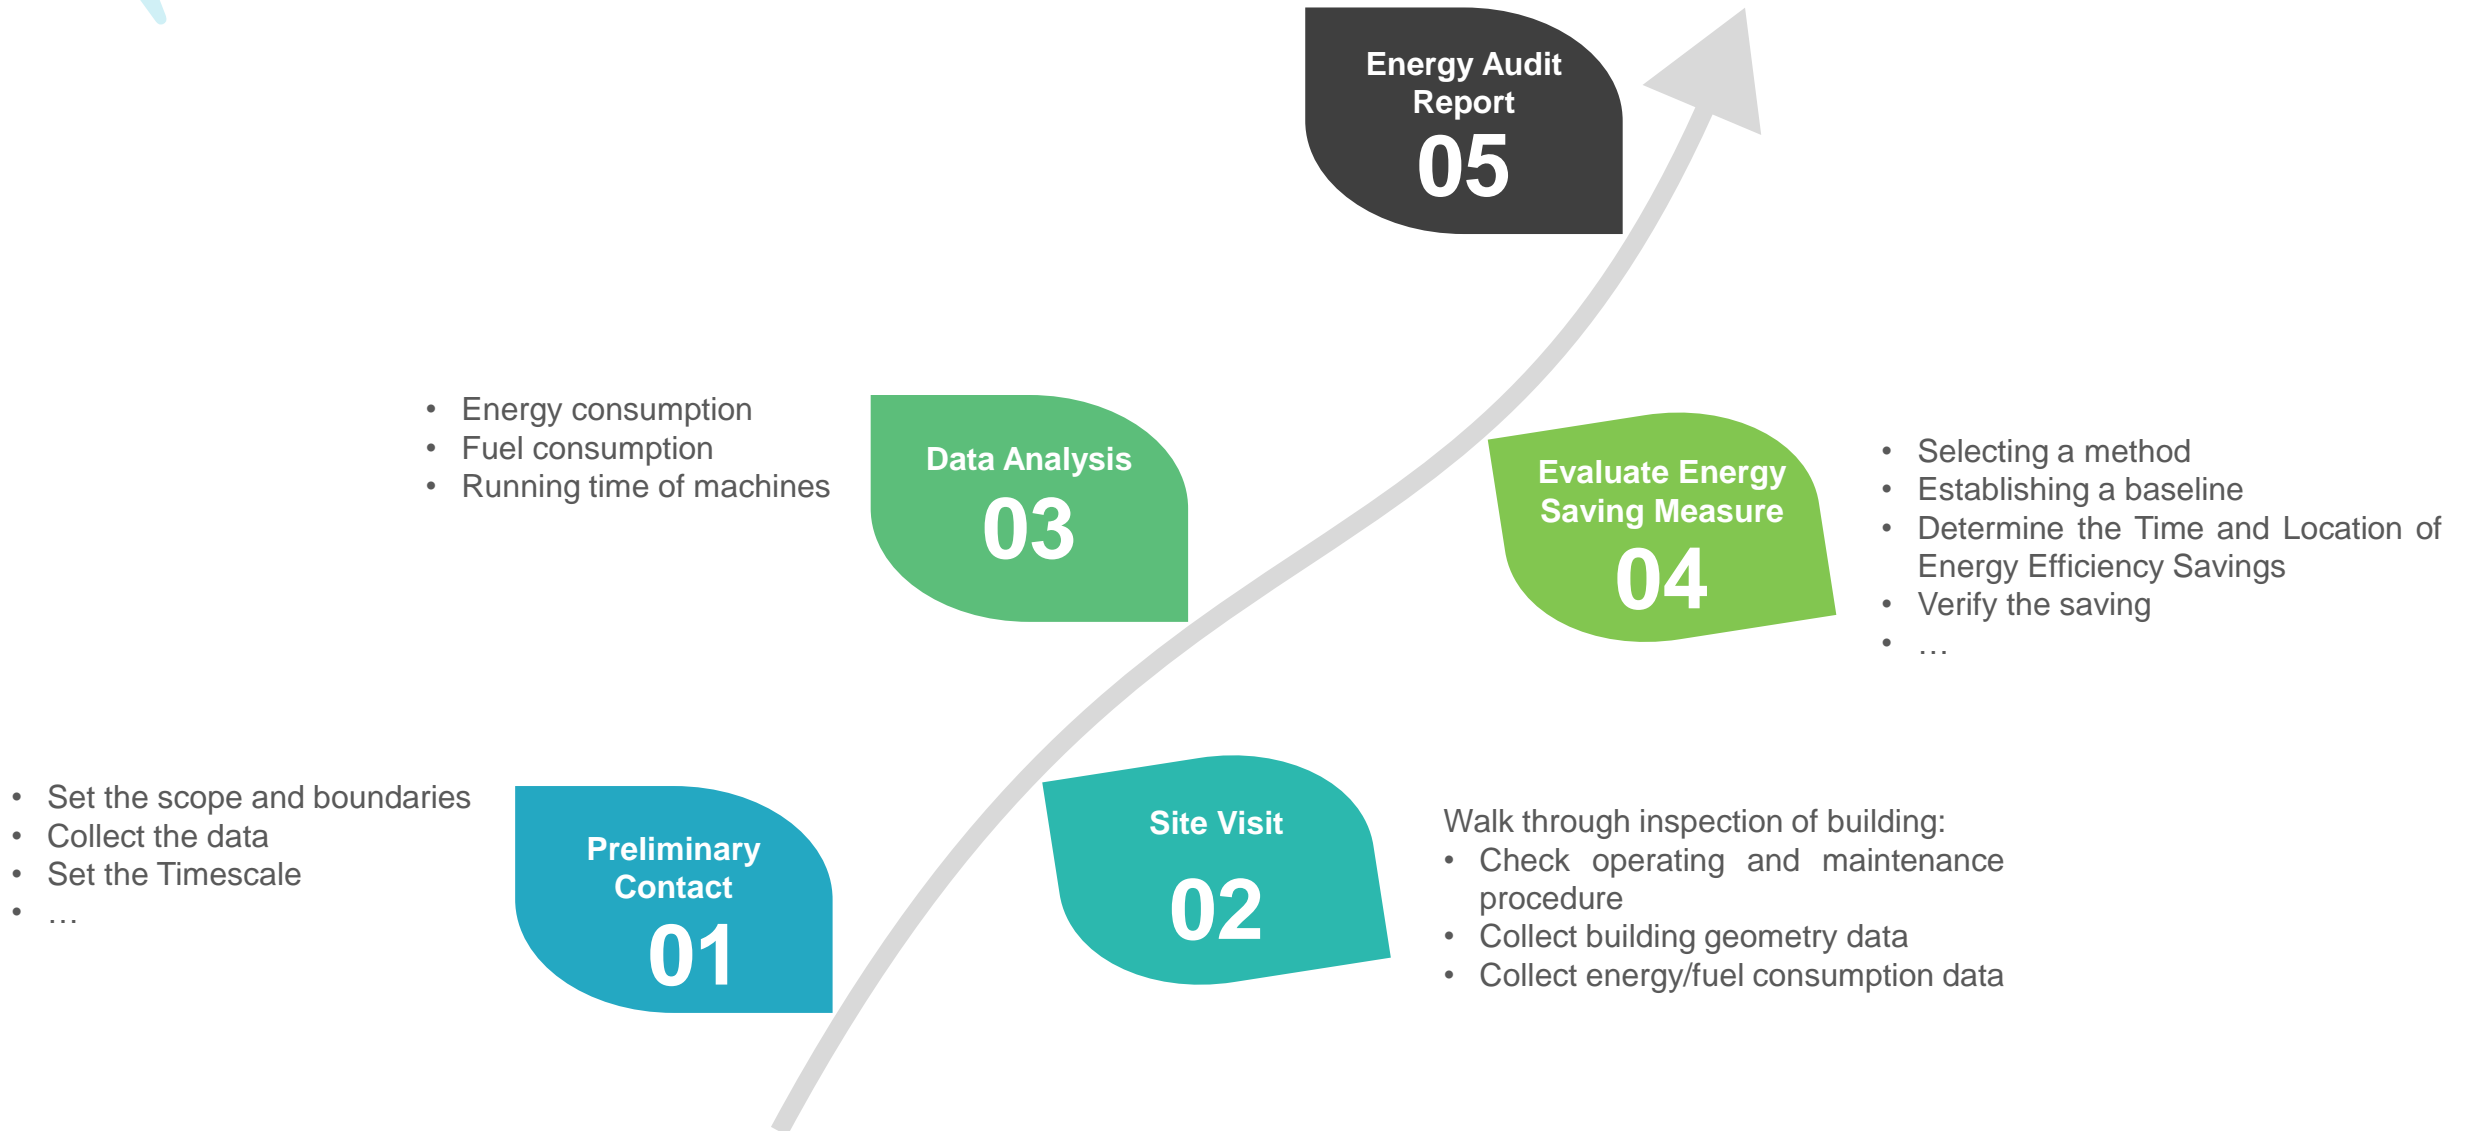 Energy Audit
Report
05
• Energy consumption
• Fuel consumption
• Running time of machines
Data Analysis
03
Evaluate Energy
Saving Measure
04
• Selecting a method
• Establishing a baseline
• Determine the Time and Location of
Energy Efficiency Savings
• Verify the saving
• …
• Set the scope and boundaries
• Collect the data
• Set the Timescale
• …
Preliminary
Contact
01
Site Visit
02
Walk through inspection of building:
• Check operating and maintenance
procedure
• Collect building geometry data
• Collect energy/fuel consumption data